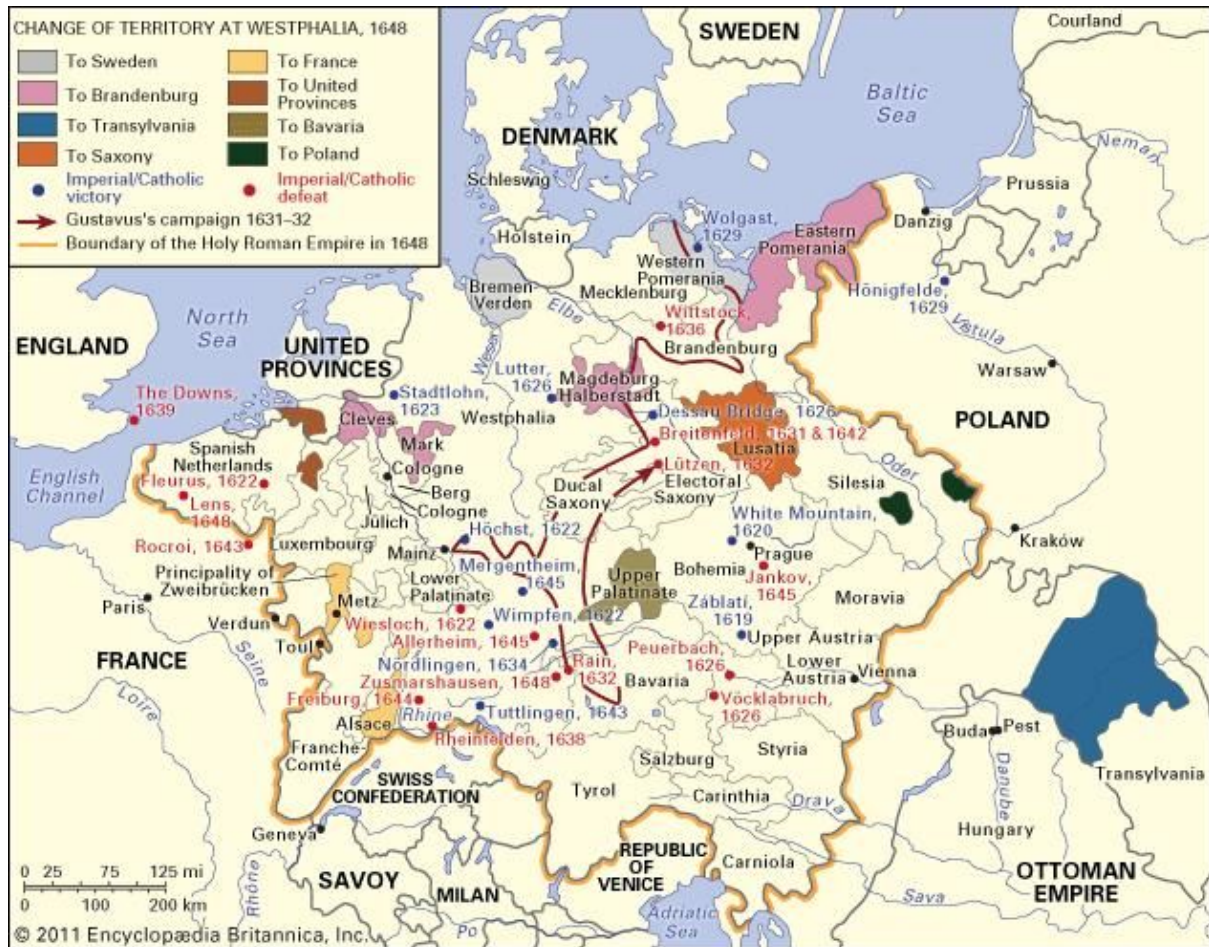 CHANGE OF TERRITORY AT WESTPHALIA, 1648
To Sweden
To France
To Brandenburg
To United
Provinces
To Transylvania
To Bavaria
To Saxony
To Poland
Imperial/Catholic
victory
Imperial/Catholic
defeat
Gustavus's campaign 1631–32
Boundary of the Holy Roman Empire in 1648
SWEDEN
Courland
Baltic
Sea
DENMARK
Neman
Schleswig
Prussia
Danzig
Holstein
Wolgast,
1629
Eastern
Pomerania
Western
Pomerania
Mecklenburg
Bremen-
Verden
Hönigfelde,
1629
Elbe
North
Sea
Wittstock,
1636
Vistula
ENGLAND
UNITED
PROVINCES
Weser
Brandenburg
Warsaw
The Downs,
1639
Stadtlohn,
1623
Lutter,
1626
Magdeburg
Halberstadt
Cleves
Westphalia
Dessau Bridge, 1626
POLAND
Mark
Breitenfeld, 1631 & 1642
Spanish
Netherlands
Lusatia
English
Channel
Fleurus, 1622
Cologne
Lützen, 1632
Oder
Berg
Cologne
Ducal
Saxony
Electoral
Saxony
Silesia
Lens,
1648
Jülich
White Mountain,
1620
Höchst, 1622
Rocroi, 1643
Luxembourg
Mainz
Prague
Kraków
Mergentheim,
1645
Principality of
Zweibrücken
Lower
Palatinate
Upper
Palatinate
Bohemia
Jankov,
1645
Paris
Metz
Moravia
Verdun
Wiesloch, 1622
Wimpfen, 1622
Záblatí,
1619
Toul
Allerheim, 1645
Upper Austria
FRANCE
Seine
Nördlingen, 1634
Peuerbach,
1626
Rain,
1632
Lower
Austria
Vienna
Zusmarshausen, 1648
Bavaria
Loire
Freiburg,
1644
Vöcklabruch,
1626
Rhine
Tuttlingen, 1643
Alsace
Rheinfelden, 1638
Buda
Pest
Franche-
Comté
Styria
Salzburg
Transylvania
SWISS
CONFEDERATION
Tyrol
Carinthia
Drava
Danube
Geneva
Hungary
REPUBLIC
OF
VENICE
Carniola
SAVOY
MILAN
OTTOMAN
EMPIRE
Rhône
Sava
Adriatic
Sea
Po
0 25 75 125 mi
0 100 200 km
© 2011 Encyclopædia Britannica, Inc.